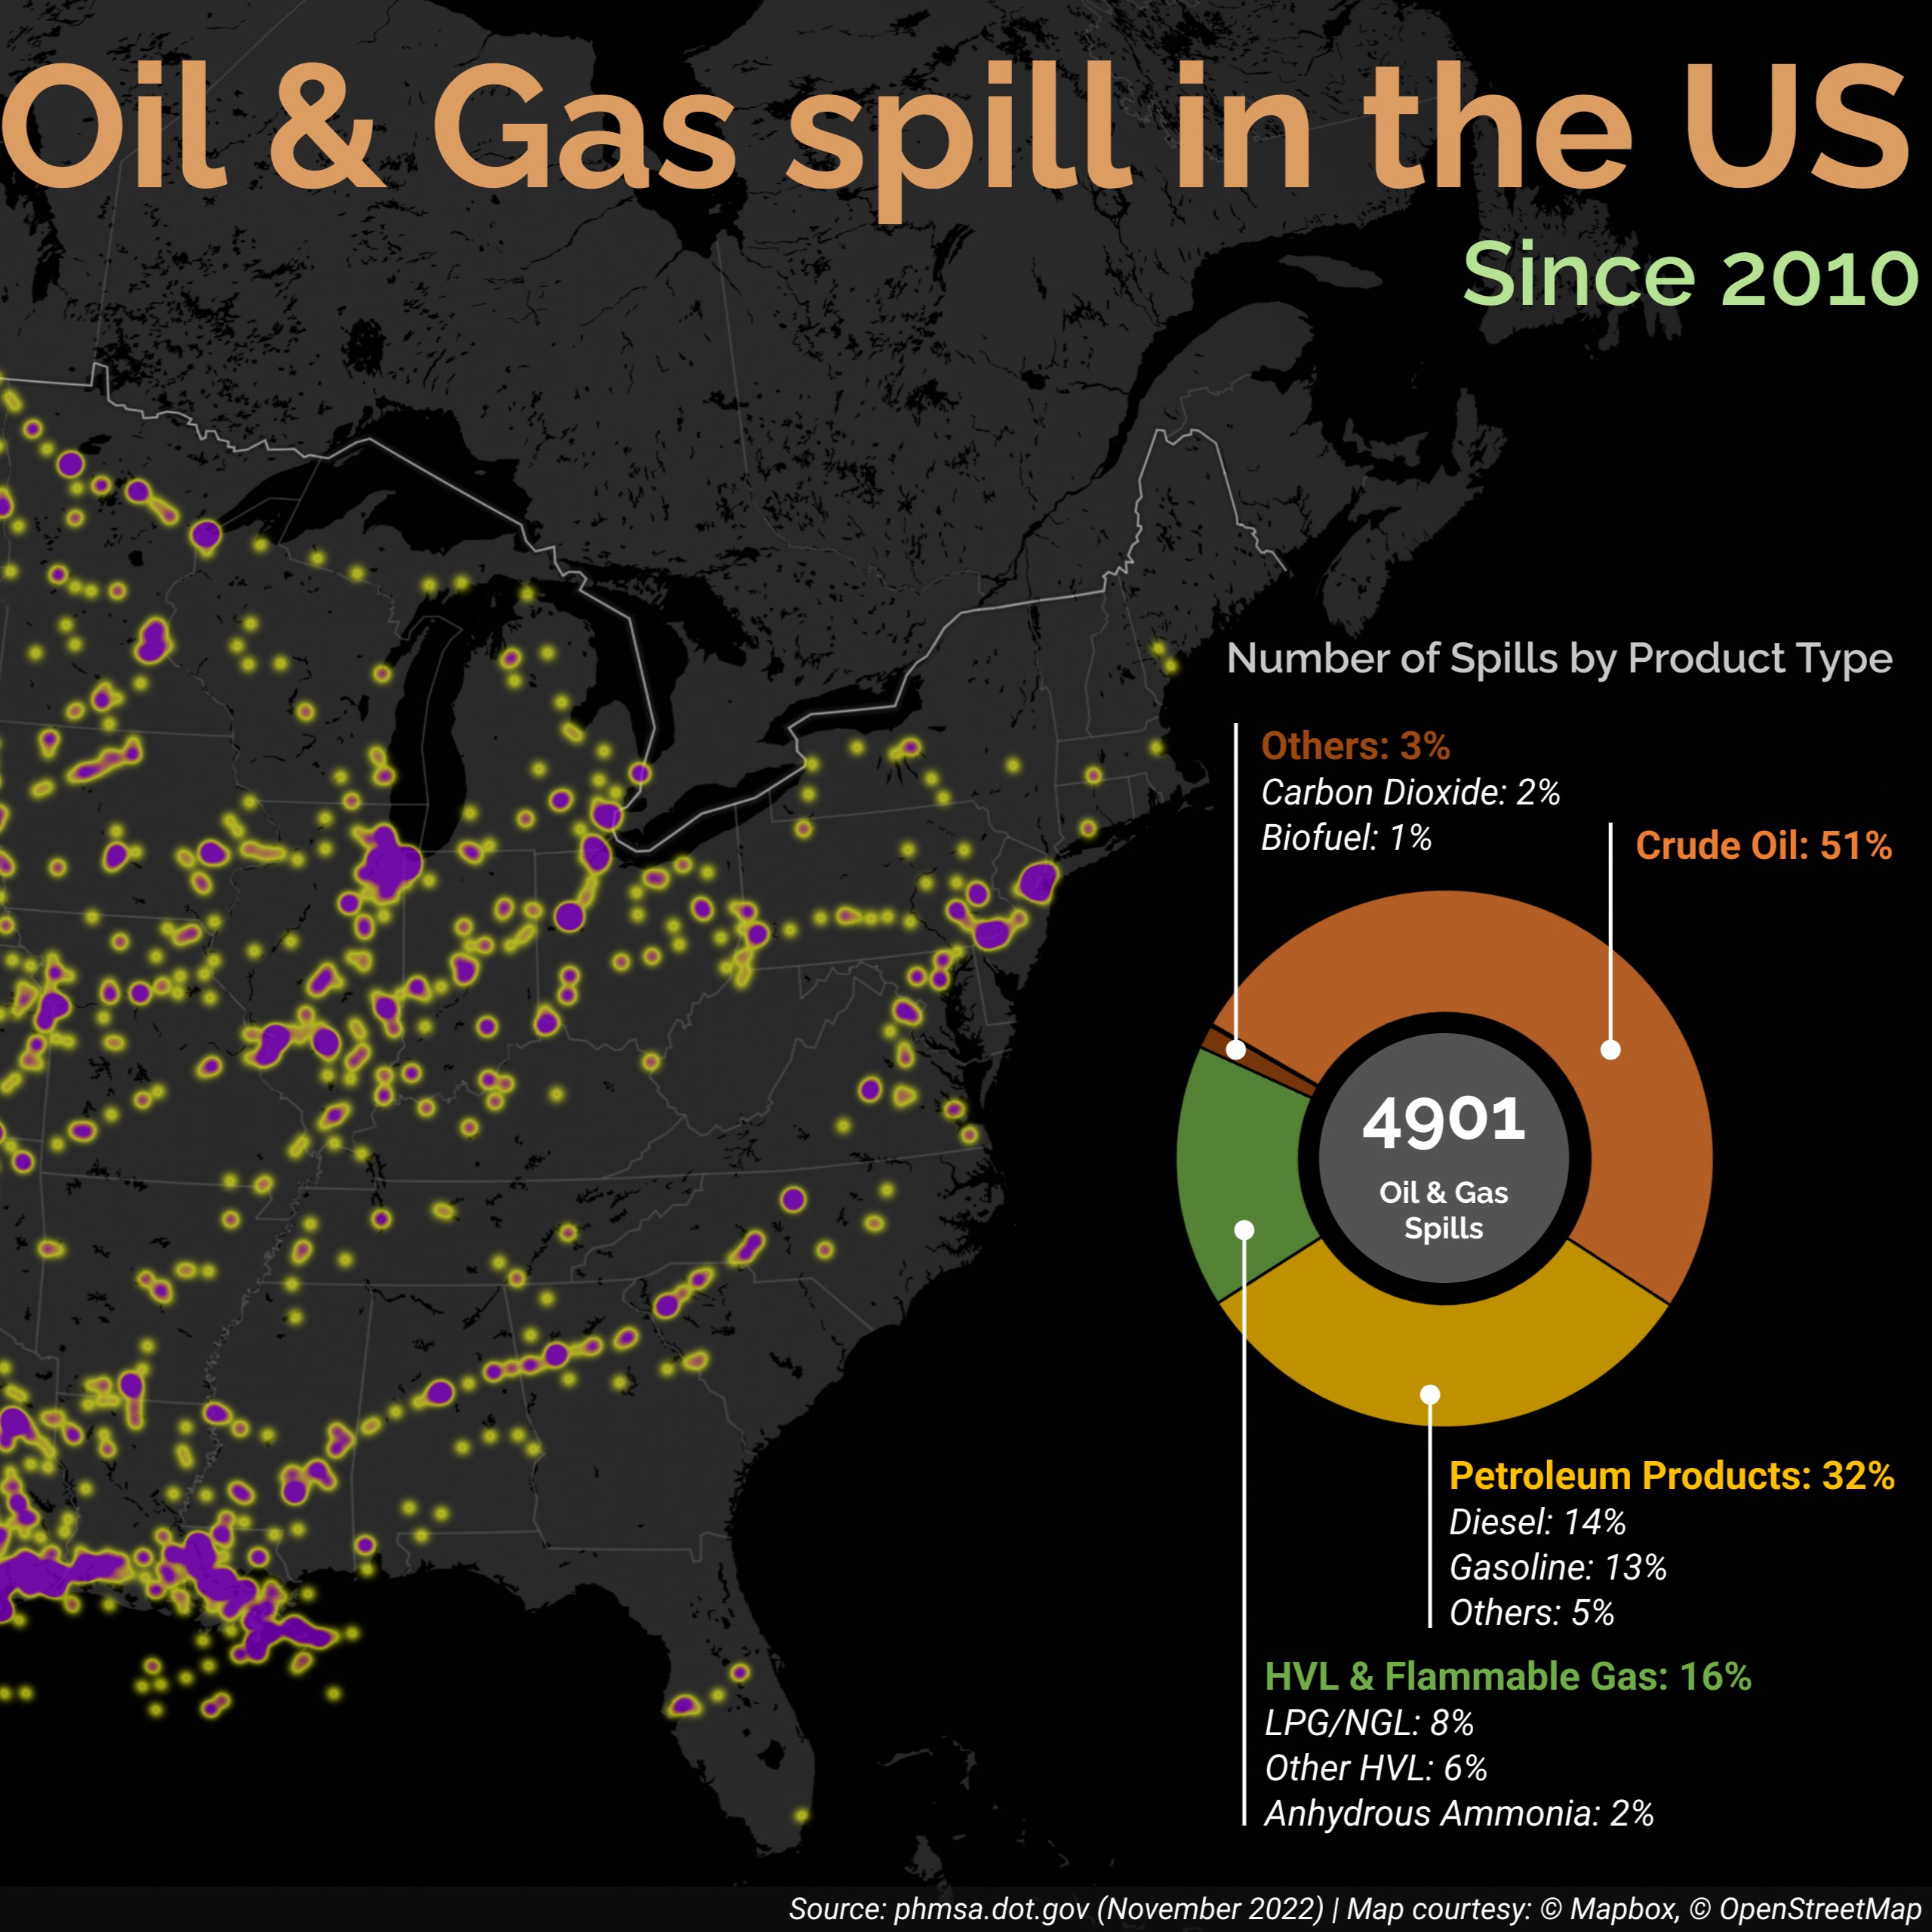 Oil & Gas spill in the US
Since 2010
Number of Spills by Product Type
Others: 3%
Carbon Dioxide: 2%
Biofuel: 1%
Crude Oil: 51%
4901
Oil & Gas
Spills
Petroleum Products: 32%
Diesel: 14%
Gasoline: 13%
Others: 5%
HVL & Flammable Gas: 16%
LPG/NGL: 8%
Other HVL: 6%
Anhydrous Ammonia: 2%
Source: phmsa.dot.gov (November 2022) | Map courtesy: © Mapbox, © OpenStreetMap